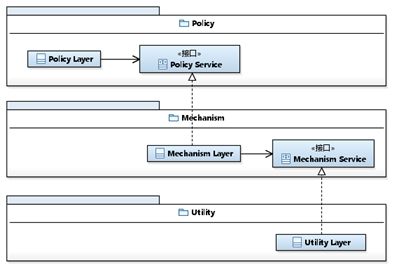 Policy
Policy Layer
«接口»
Policy Service
Mechanism
Mechanism Layer
«接口»
Mechanism Service
Utility
Utility Layer